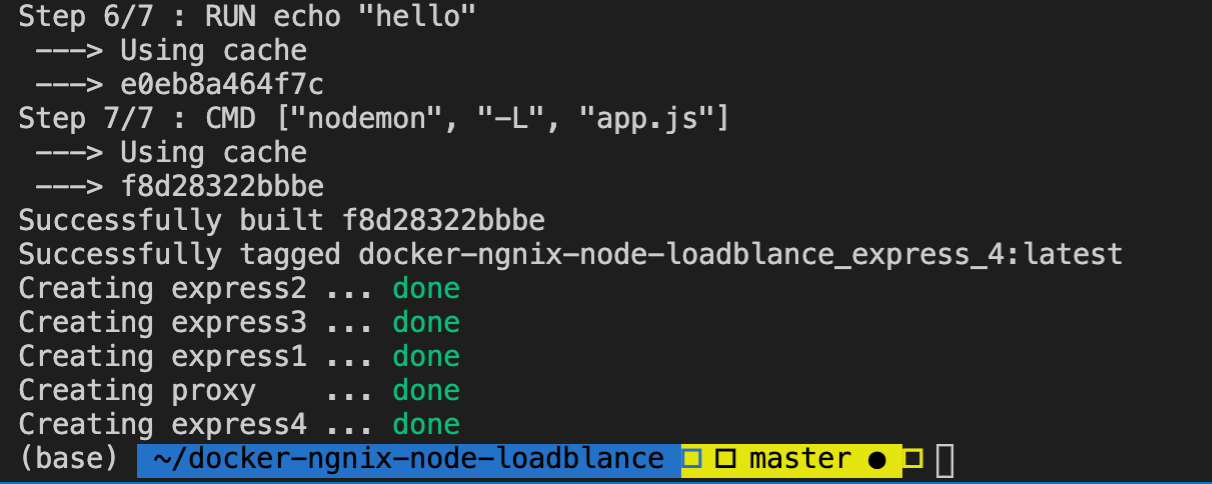 Step 6/7 : RUN echo "hello"
 ---> Using cache
 ---> e0eb8a464f7c
Step 7/7 : CMD ["nodemon", "-L", "app.js"]
 ---> Using cache
 ---> f8d28322bbbe
Successfully built f8d28322bbbe
Successfully tagged docker-ngnix-node-loadblance_express_4:latest
Creating express2 ... done
Creating express3 ... done
Creating express1 ... done
Creating proxy    ... done
Creating express4 ... done
(base) ~/docker-ngnix-node-loadblance □ □ master ● □